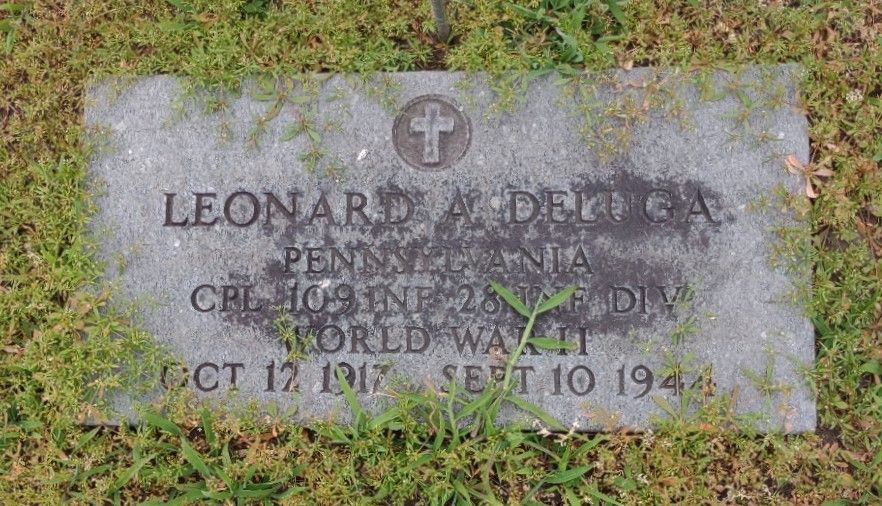 LEONARD A DELUGA
PENNSYLVANIA
CPL 109 INF 28 INF DIV
WORLD WAR II
OCT 12 1917 SEPT 10 1944